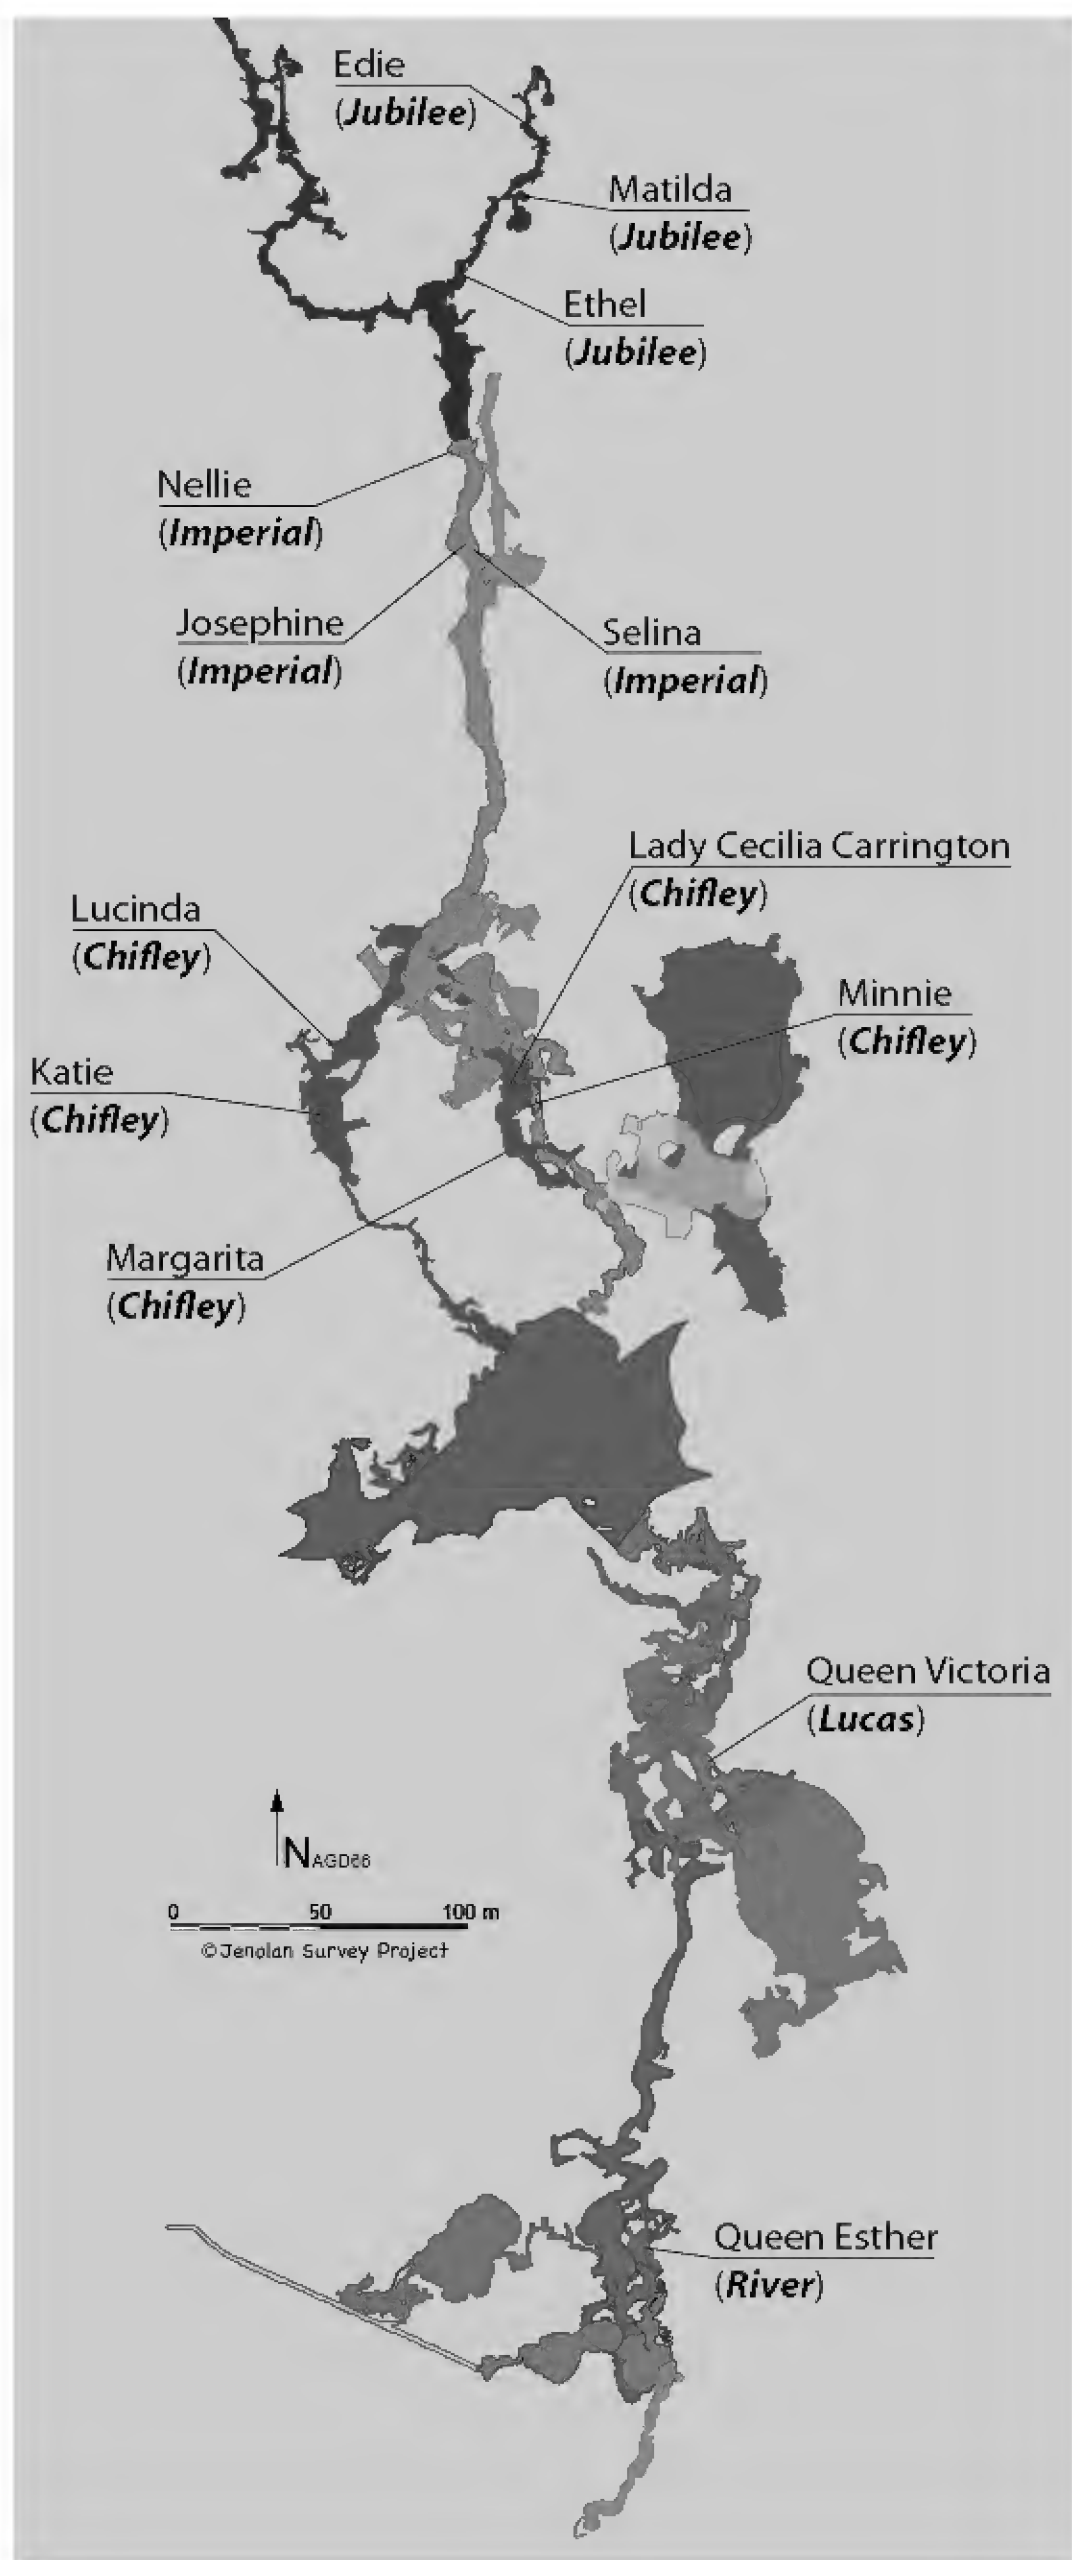 Edie
(Jubilee)
Matilda
(Jubilee)
Ethel
(Jubilee)
Nellie
(Imperial)
Josephine
(Imperial)
Selina
(Imperial)
Lady Cecilia Carrington
(Chifley)
Lucinda
(Chifley)
Minnie
(Chifley)
Katie
(Chifley)
Margarita
(Chifley)
Queen Victoria
(Lucas)
N AGD66
0 50 100 m
©Jenolan Survey Project
Queen Esther
(River)